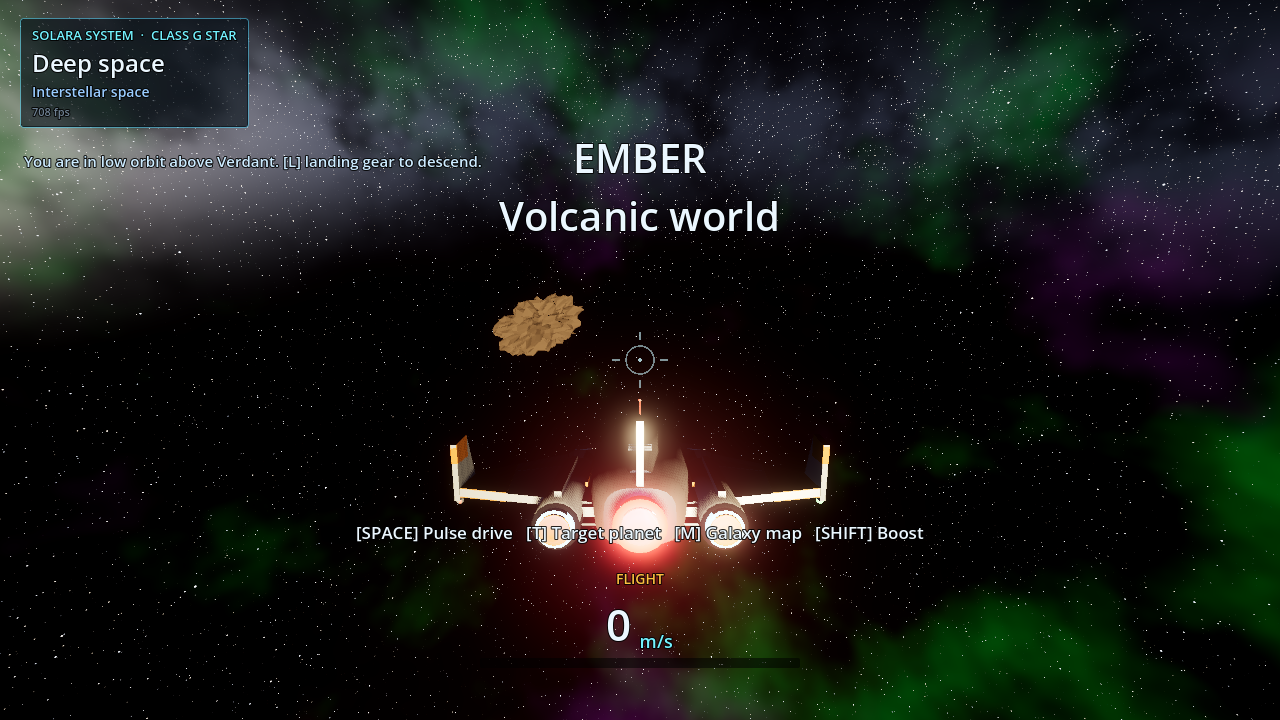 SOLARA SYSTEM · CLASS G STAR
Deep space
Interstellar space
708 fps
You are in low orbit above Verdant. [L] landing gear to descend.
EMBER
Volcanic world
[SPACE] Pulse drive [T] Target planet [M] Galaxy map [SHIFT] Boost
FLIGHT
0 m/s